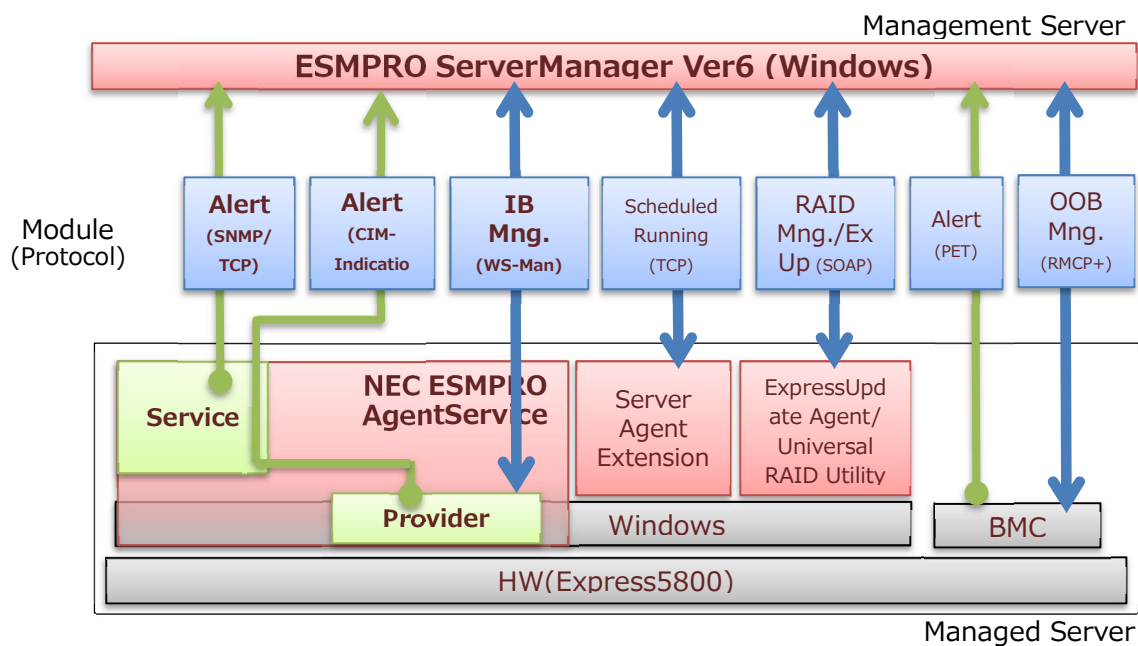 Management Server
ESMPRO ServerManager Ver6 (Windows)
Module
(Protocol)
Alert
(SNMP/
TCP)
Alert
(CIM-
Indicatio
IB
Mng.
(WS-Man)
Scheduled
Running
(TCP)
RAID
Mng./Ex
Up (SOAP)
Alert
(PET)
OOB
Mng.
(RMCP+)
Service
NEC ESMPRO
AgentService
Provider
Server
Agent
Extension
ExpressUpd
ate Agent/
Universal
RAID Utility
Windows
BMC
HW(Express5800)
Managed Server